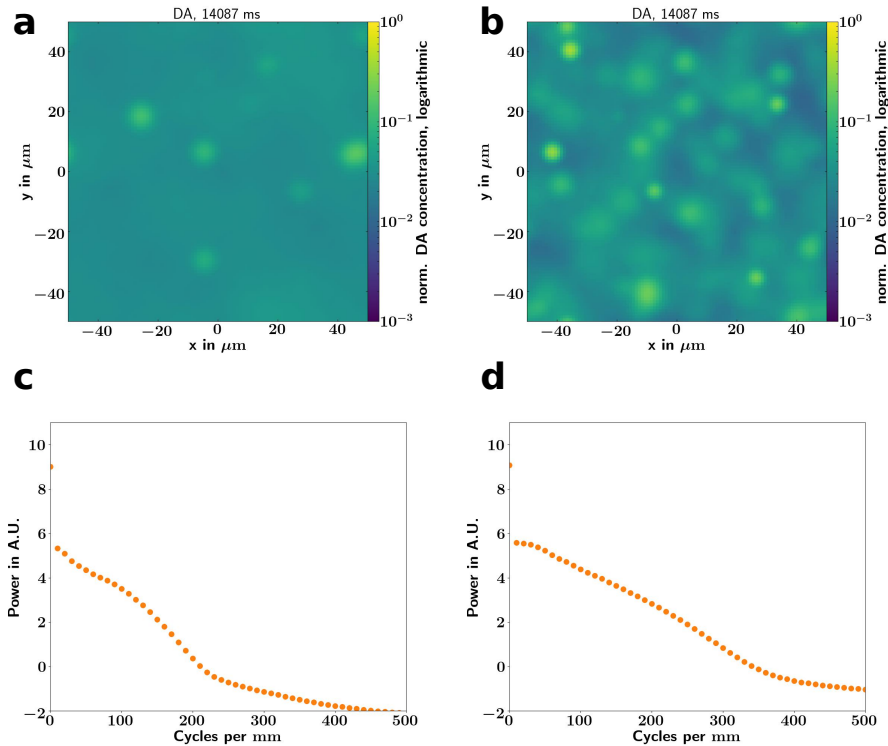 a
DA, 14087 ms
40
20
0
−20
−40
y in μm
−40 −20 0 20 40
x in μm
10^0
10^−1
10^−2
10^−3
norm. DA concentration, logarithmic
b
DA, 14087 ms
40
20
0
−20
−40
y in μm
−40 −20 0 20 40
x in μm
10^0
10^−1
10^−2
10^−3
norm. DA concentration, logarithmic
c
10
8
6
4
2
0
−2
Power in A.U.
0 100 200 300 400 500
Cycles per mm
d
10
8
6
4
2
0
−2
Power in A.U.
0 100 200 300 400 500
Cycles per mm